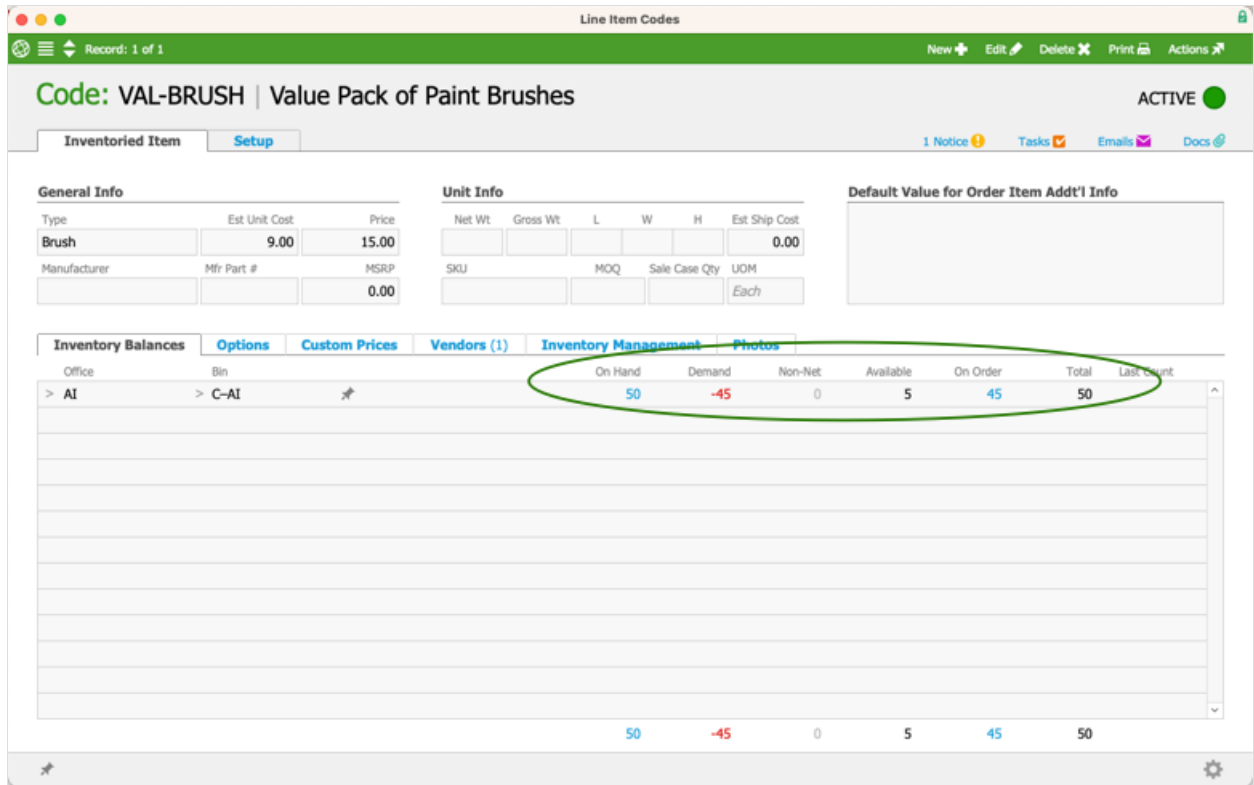 Line Item Codes
Record: 1 of 1 New Edit Delete Print Actions
Code: VAL-BRUSH | Value Pack of Paint Brushes ACTIVE
Inventoried Item Setup 1 Notice Tasks Emails Docs
General Info Unit Info Default Value for Order Item Addt'l Info
Type Est Unit Cost Price Net Wt Gross Wt L W H Est Ship Cost
Brush 9.00 15.00 0.00
Manufacturer Mfr Part # MSRP SKU MOQ Sale Case Qty UOM
0.00 Each
Inventory Balances Options Custom Prices Vendors (1) Inventory Management Photos
Office Bin On Hand Demand Non-Net Available On Order Total Last Count
> AI > C–AI 50 -45 0 5 45 50
50 -45 0 5 45 50